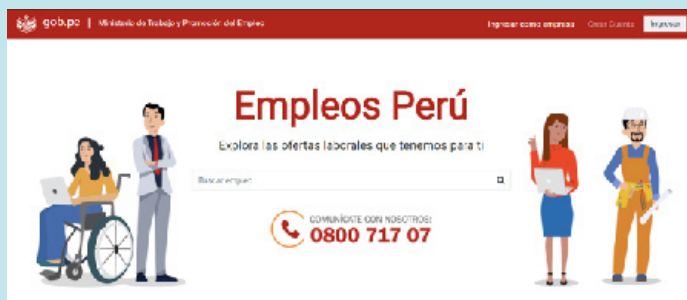 gob.pe | Ministerio de Trabajo y Promoción del Empleo
Ingresar como empresa Crear Cuenta Ingresar
Empleos Perú
Explora las ofertas laborales que tenemos para ti
Buscar empleo
COMUNÍCATE CON NOSOTROS:
0800 717 07